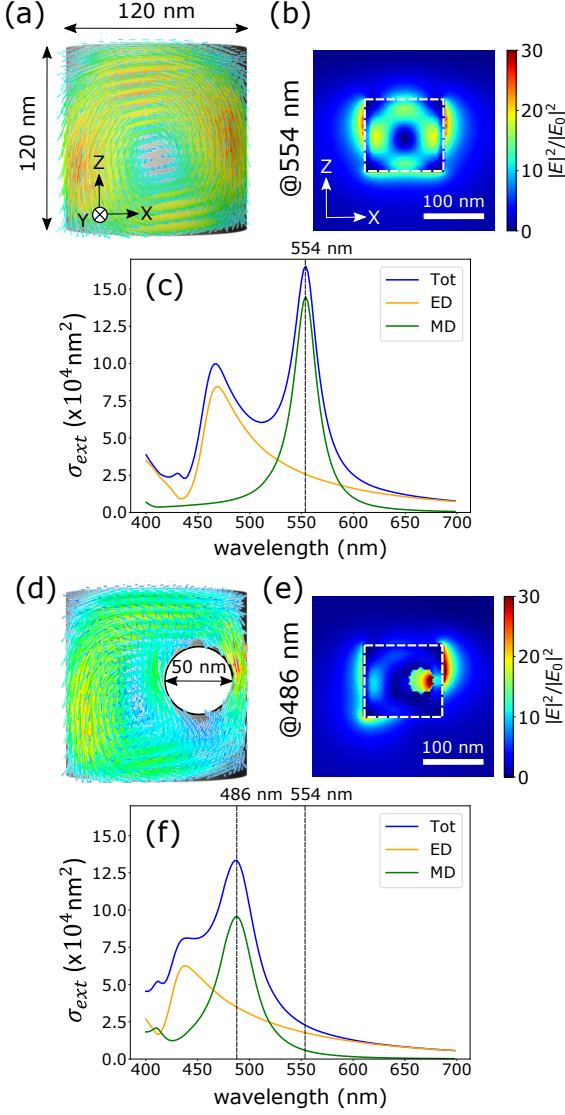 (a)
120 nm
120 nm
Z
Y
X
(b)
@554 nm
Z
X
100 nm
30
20
10
0
|E|²/|E₀|²
554 nm
(c)
Tot
ED
MD
σₑₓₜ (x10⁴nm²)
15.0
12.5
10.0
7.5
5.0
2.5
0.0
400 450 500 550 600 650 700
wavelength (nm)
(d)
50 nm
(e)
@486 nm
100 nm
30
20
10
0
|E|²/|E₀|²
486 nm 554 nm
(f)
Tot
ED
MD
σₑₓₜ (x10⁴nm²)
15.0
12.5
10.0
7.5
5.0
2.5
0.0
400 450 500 550 600 650 700
wavelength (nm)